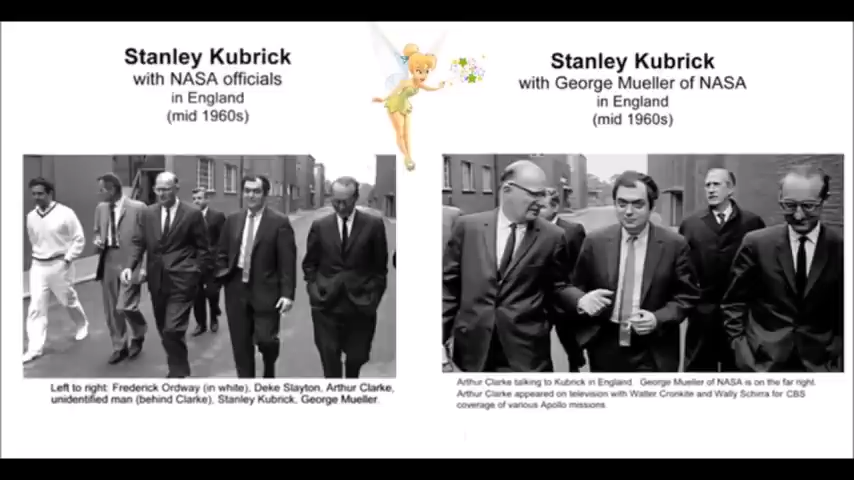 Stanley Kubrick
with NASA officials
in England
(mid 1960s)
Left to right: Frederick Ordway (in white), Deke Slayton, Arthur Clarke,
unidentified man (behind Clarke), Stanley Kubrick, George Mueller.
Stanley Kubrick
with George Mueller of NASA
in England
(mid 1960s)
Arthur Clarke talking to Kubrick in England. George Mueller of NASA is on the far right.
Arthur Clarke appeared on television with Walter Cronkite and Wally Schirra for CBS
coverage of various Apollo missions.